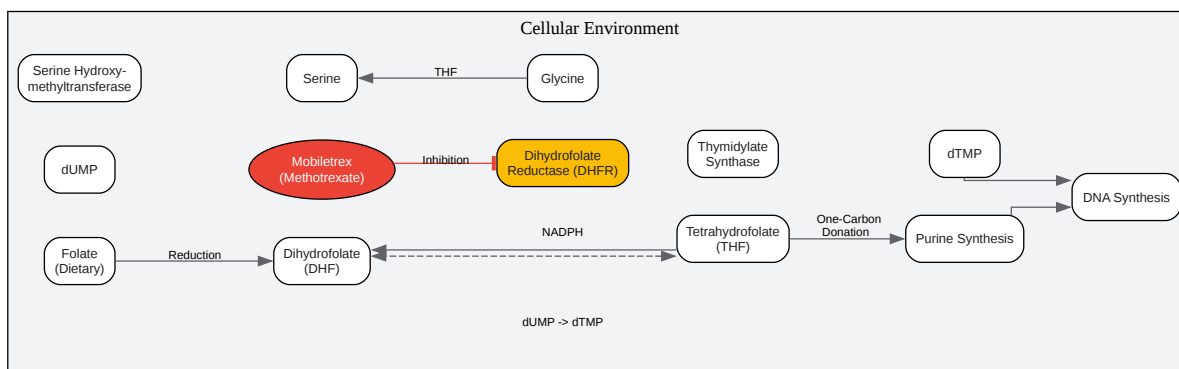 Cellular Environment
Serine Hydroxy-
methyltransferase
Serine
THF
Glycine
dUMP
Mobiletrex
(Methotrexate)
Inhibition
Dihydrofolate
Reductase (DHFR)
Thymidylate
Synthase
dTMP
DNA Synthesis
Folate
(Dietary)
Reduction
Dihydrofolate
(DHF)
NADPH
Tetrahydrofolate
(THF)
One-Carbon
Donation
Purine Synthesis
dUMP -> dTMP